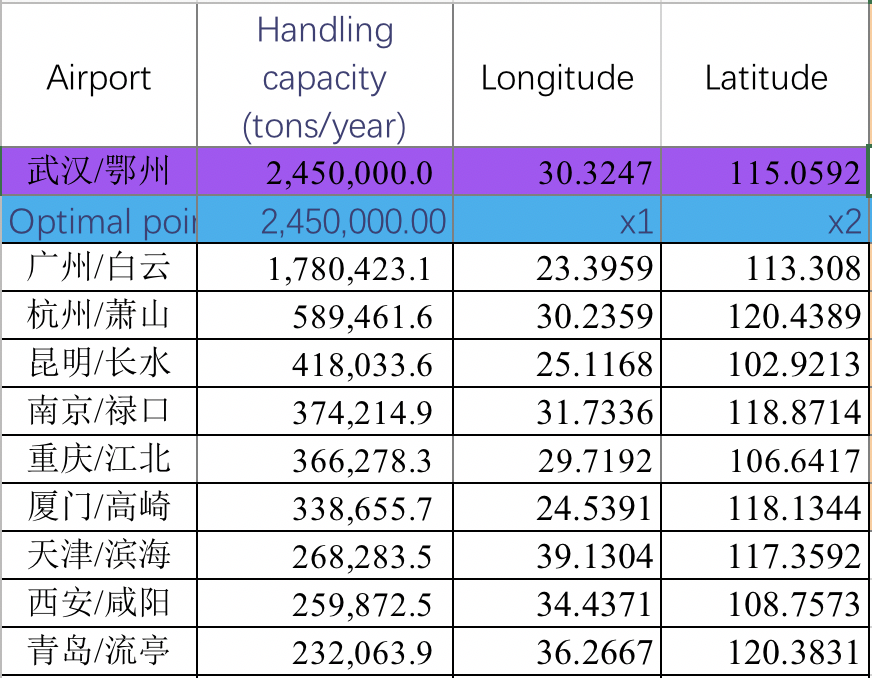 Airport Handling capacity (tons/year) Longitude Latitude
武汉/鄂州 2,450,000.0 30.3247 115.0592
Optimal poi 2,450,000.00 x1 x2
广州/白云 1,780,423.1 23.3959 113.308
杭州/萧山 589,461.6 30.2359 120.4389
昆明/长水 418,033.6 25.1168 102.9213
南京/禄口 374,214.9 31.7336 118.8714
重庆/江北 366,278.3 29.7192 106.6417
厦门/高崎 338,655.7 24.5391 118.1344
天津/滨海 268,283.5 39.1304 117.3592
西安/咸阳 259,872.5 34.4371 108.7573
青岛/流亭 232,063.9 36.2667 120.3831